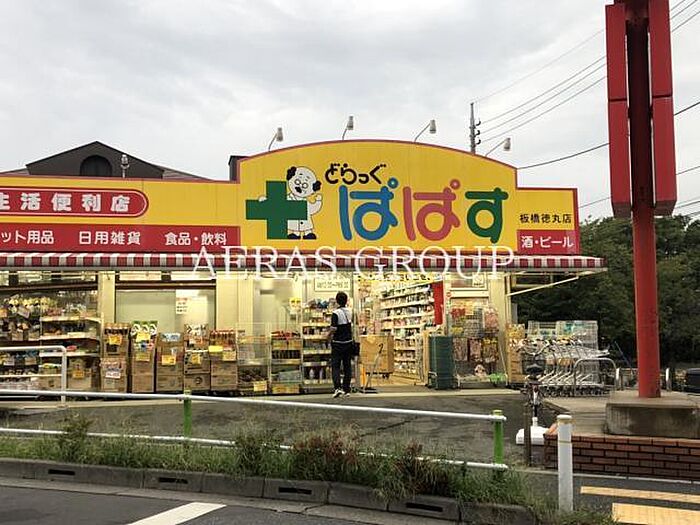 どらっぐ
ぱぱす
板橋徳丸店
生活便利店
ット用品 日用雑貨 食品・飲料
酒・ビール
AERAS GROUP